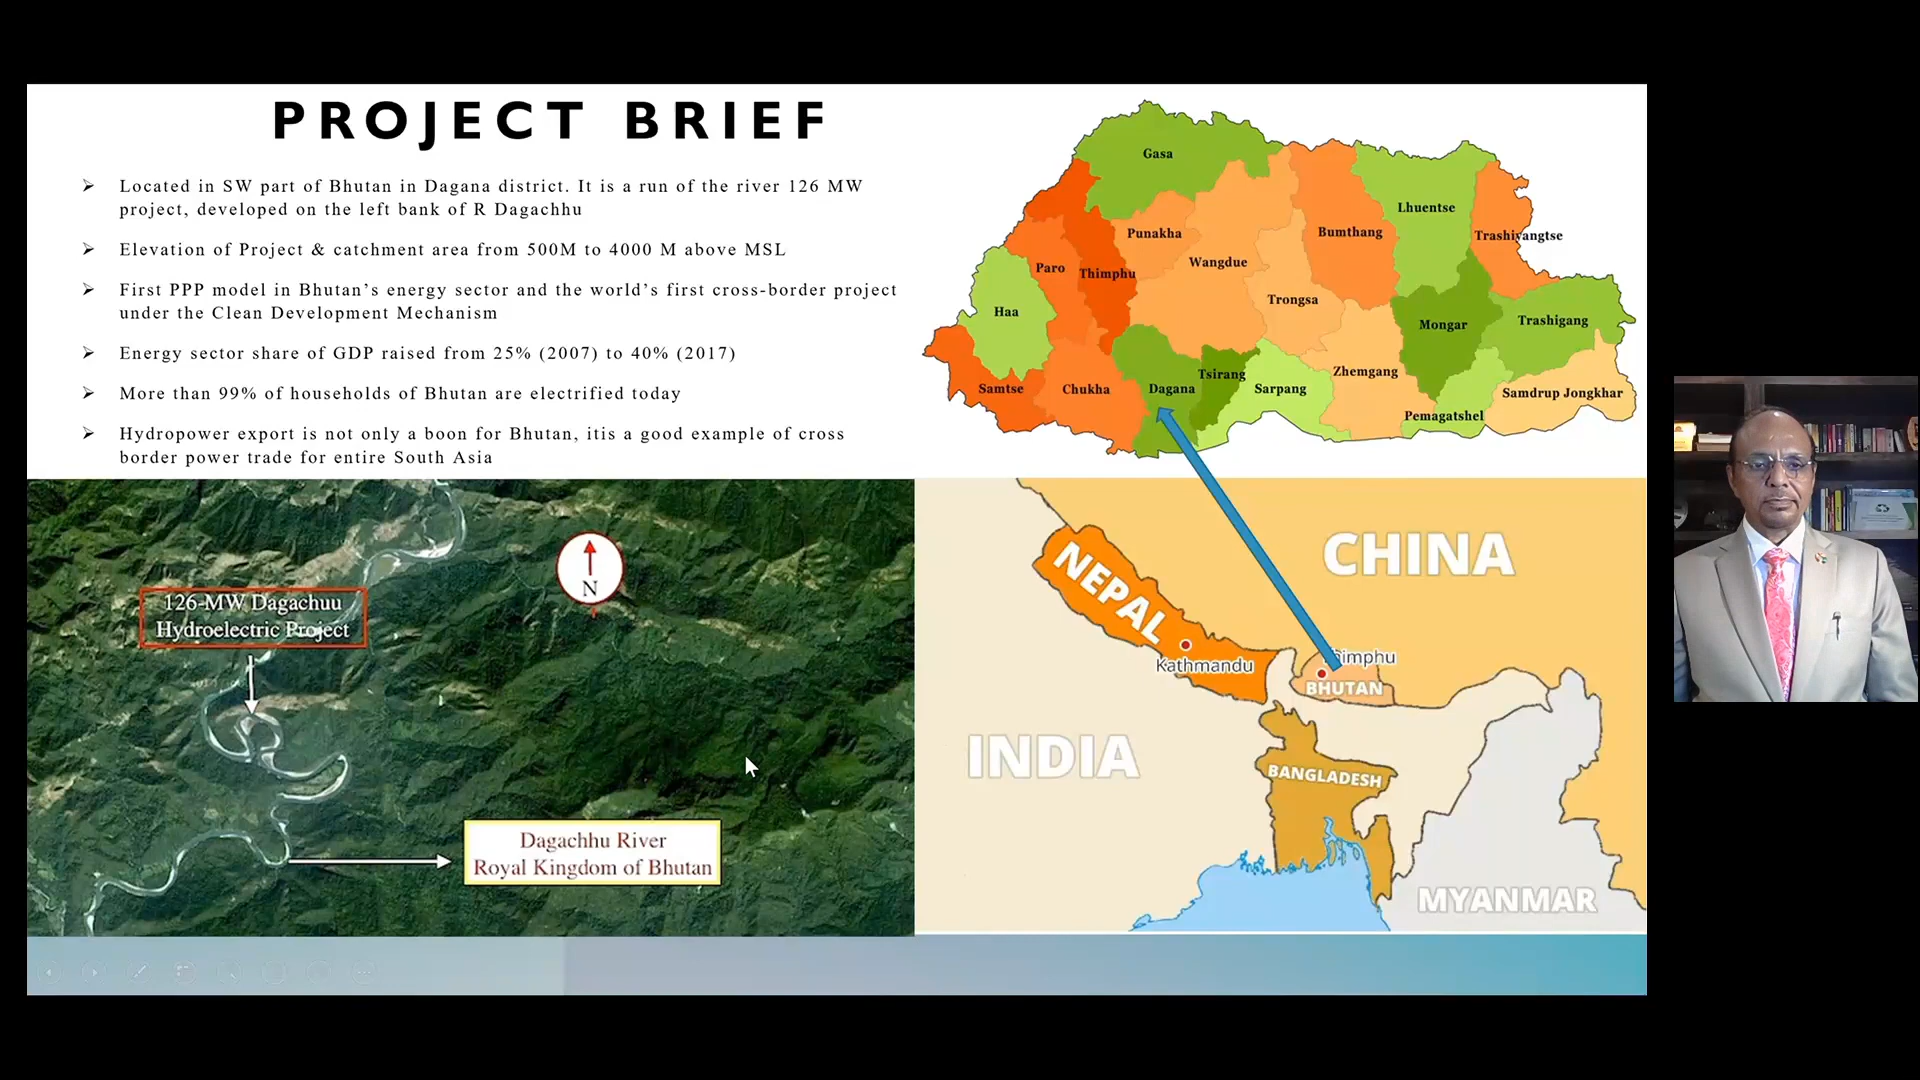 PROJECT BRIEF
Located in SW part of Bhutan in Dagana district. It is a run of the river 126 MW
project, developed on the left bank of R Dagachhu
Elevation of Project & catchment area from 500M to 4000 M above MSL
First PPP model in Bhutan’s energy sector and the world’s first cross-border project
under the Clean Development Mechanism
Energy sector share of GDP raised from 25% (2007) to 40% (2017)
More than 99% of households of Bhutan are electrified today
Hydropower export is not only a boon for Bhutan, itis a good example of cross
border power trade for entire South Asia
Gasa
Lhuentse
Punakha
Bumthang
Trashiyangtse
Wangdue
Paro
Thimphu
Trongsa
Haa
Mongar
Trashigang
Zhemgang
Tsirang
Samtse
Chukha
Dagana
Sarpang
Samdrup Jongkhar
Pemagatshel
N
126-MW Dagachuu
Hydroelectric Project
Dagachhu River
Royal Kingdom of Bhutan
CHINA
NEPAL
Kathmandu
BHUTAN
INDIA
BANGLADESH
MYANMAR